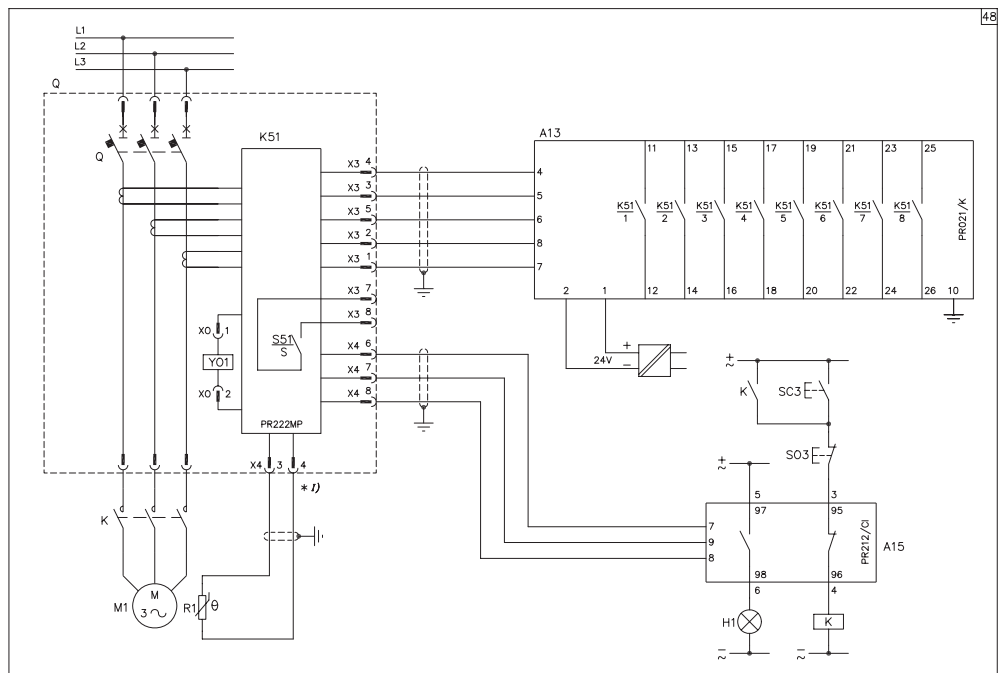 48
L1
L2
L3
Q
Q
K51
PR222MP
X3 4
X3 3
X3 5
X3 2
X3 1
X3 7
X3 8
X4 6
X4 7
X4 8
S51
S
X0 1
Y01
X0 2
X4 3 4
* 1)
K
M1
M
3 ~
R1 θ
A13
4
5
6
8
7
11 13 15 17 19 21 23 25
K51 K51 K51 K51 K51 K51 K51 K51
1 2 3 4 5 6 7 8
PR021/K
2 1 12 14 16 18 20 22 24 26 10
+
24V
–
+
~
K SC3
SO3
+
~
5 3
97 95
7
9
8
PR212/CI
A15
98 96
6 4
H1 K
–
~
–
~